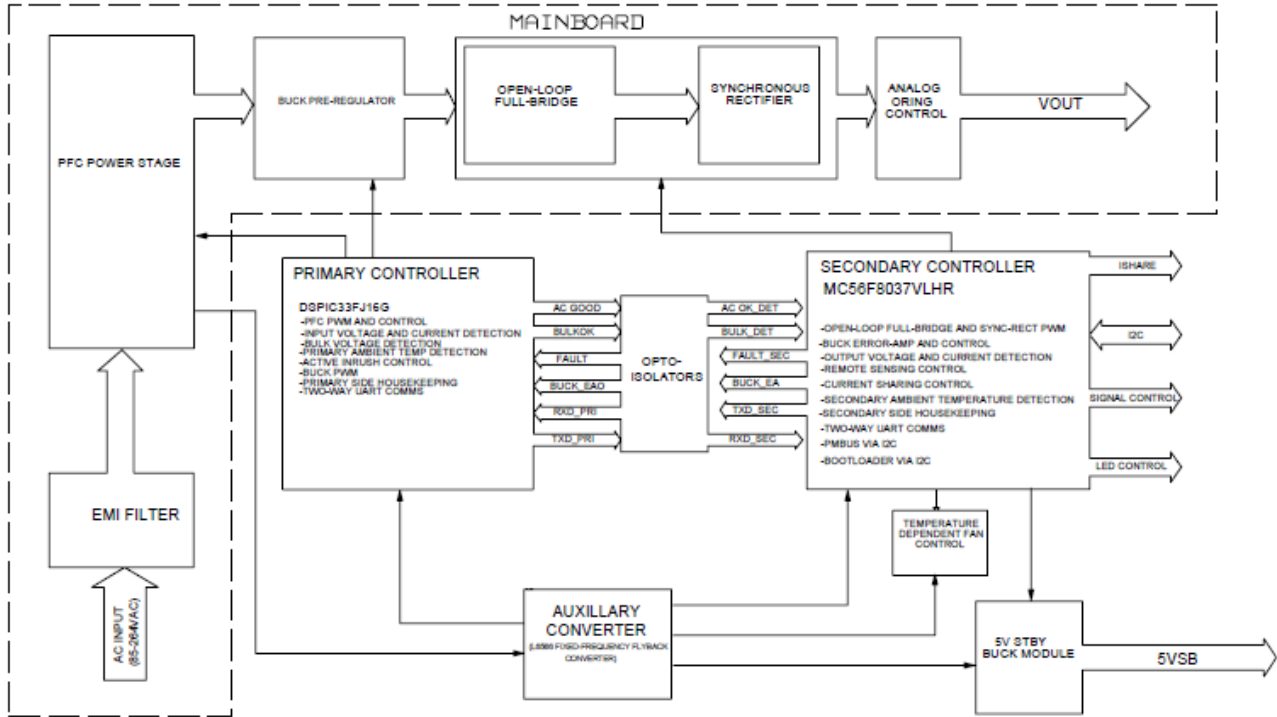 MAINBOARD
PFC POWER STAGE
BUCK PRE-REGULATOR
OPEN-LOOP
FULL-BRIDGE
SYNCHRONOUS
RECTIFIER
ANALOG
ORING
CONTROL
VOUT
PRIMARY CONTROLLER
DSPIC33FJ16G
-PFC PWM AND CONTROL
-INPUT VOLTAGE AND CURRENT DETECTION
-BULK VOLTAGE DETECTION
-PRIMARY AMBIENT TEMP DETECTION
-ACTIVE INRUSH CONTROL
-BUCK PWM
-PRIMARY SIDE HOUSEKEEPING
-TWO-WAY UART COMMS
AC GOOD
BULKOK
FAULT
BUCK_EAO
RXD_PRI
TXD_PRI
OPTO-
ISOLATORS
AC OK_DET
BULK_DET
FAULT_SEC
BUCK_EA
TXD_SEC
RXD_SEC
SECONDARY CONTROLLER
MC56F8037VLHR
-OPEN-LOOP FULL-BRIDGE AND SYNC-RECT PWM
-BUCK ERROR-AMP AND CONTROL
-OUTPUT VOLTAGE AND CURRENT DETECTION
-REMOTE SENSING CONTROL
-CURRENT SHARING CONTROL
-SECONDARY AMBIENT TEMPERATURE DETECTION
-SECONDARY SIDE HOUSEKEEPING
-TWO-WAY UART COMMS
-PMBUS VIA I2C
-BOOTLOADER VIA I2C
ISHARE
I2C
SIGNAL CONTROL
LED CONTROL
EMI FILTER
AC INPUT
(85-264VAC)
TEMPERATURE
DEPENDENT FAN
CONTROL
AUXILLARY
CONVERTER
(L6566 FIXED-FREQUENCY FLYBACK
CONVERTER)
5V STBY
BUCK MODULE
5VSB